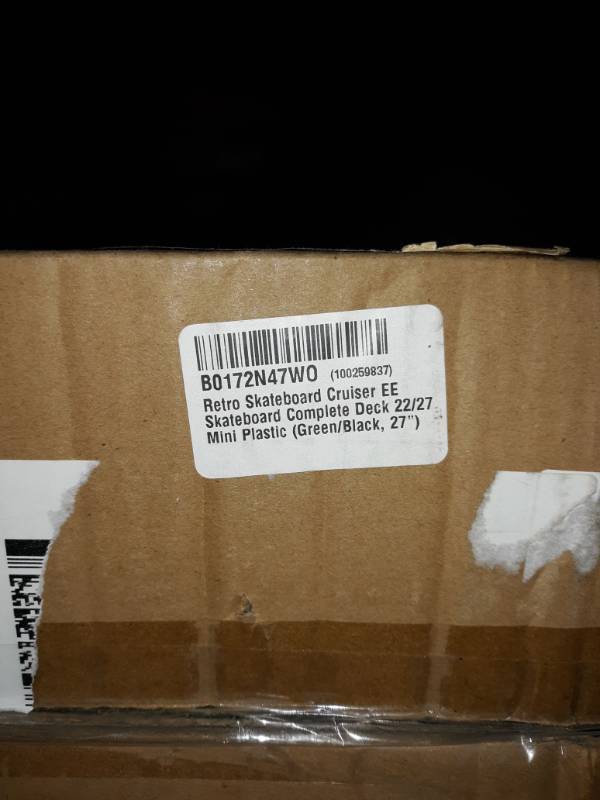 B0172N47WO (100259837)
Retro Skateboard Cruiser EE
Skateboard Complete Deck 22/27
Mini Plastic (Green/Black, 27")